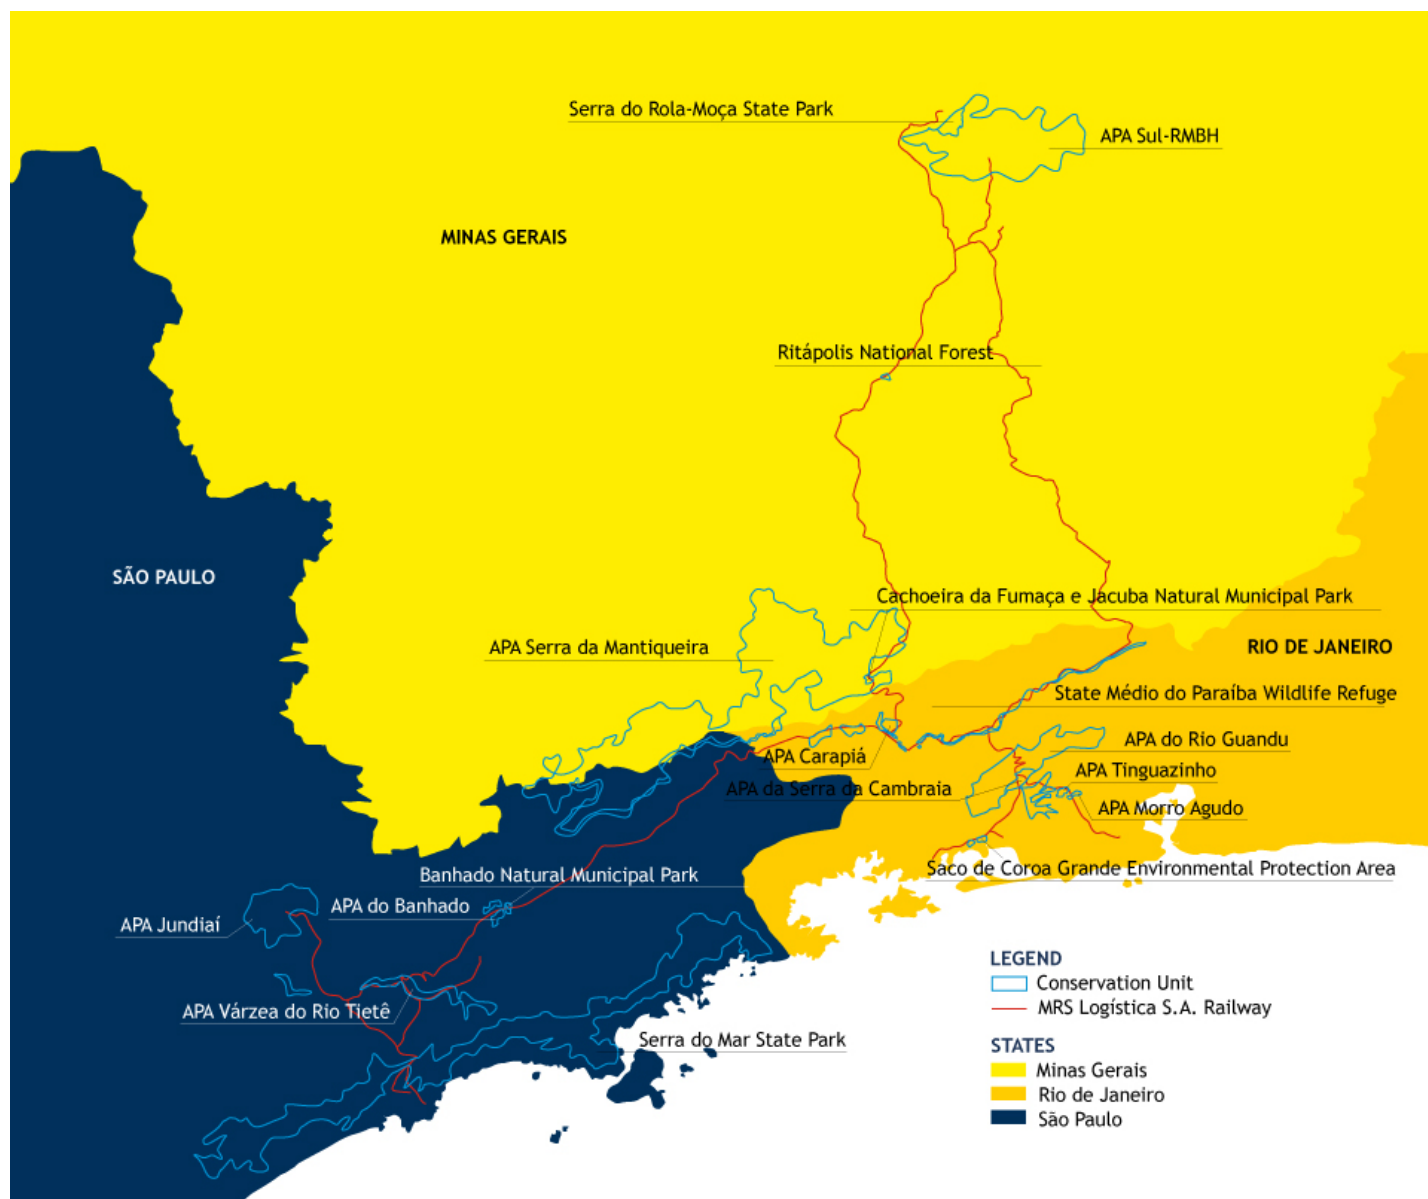 Serra do Rola-Moça State Park
APA Sul-RMBH
MINAS GERAIS
Ritápolis National Forest
SÃO PAULO
Cachoeira da Fumaça e Jacuba Natural Municipal Park
APA Serra da Mantiqueira
RIO DE JANEIRO
State Médio do Paraíba Wildlife Refuge
APA do Rio Guandu
APA Carapiá
APA Tinguazinho
APA da Serra da Cambraia
APA Morro Agudo
Saco de Coroa Grande Environmental Protection Area
Banhado Natural Municipal Park
APA do Banhado
APA Jundiaí
APA Várzea do Rio Tietê
Serra do Mar State Park
LEGEND
Conservation Unit
MRS Logística S.A. Railway
STATES
Minas Gerais
Rio de Janeiro
São Paulo